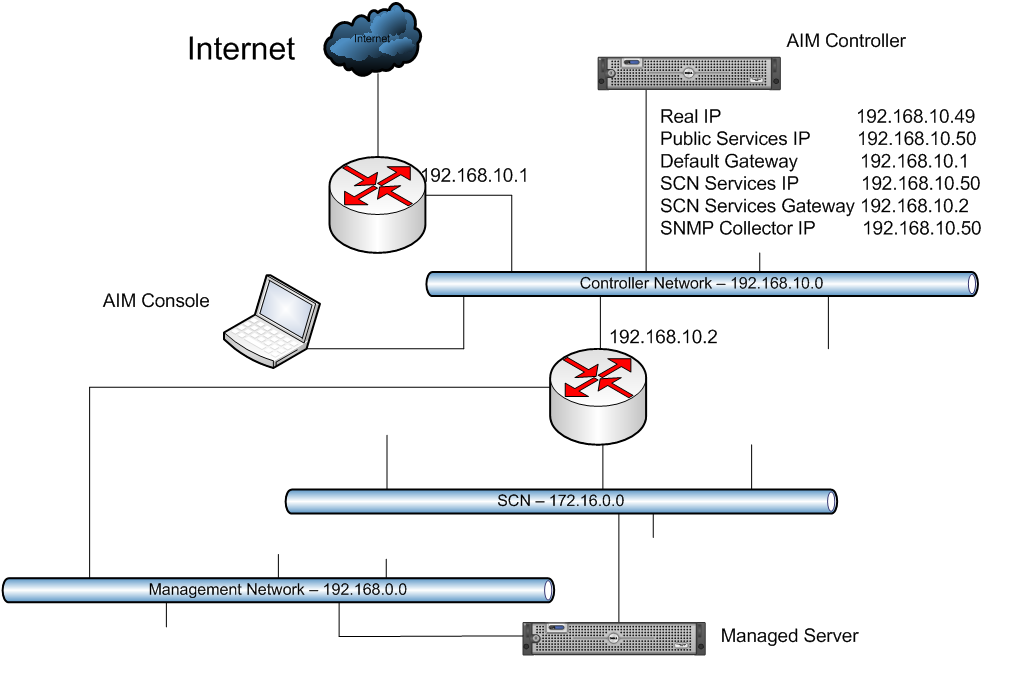 Internet
Internet
AIM Controller
Real IP 192.168.10.49
Public Services IP 192.168.10.50
Default Gateway 192.168.10.1
SCN Services IP 192.168.10.50
SCN Services Gateway 192.168.10.2
SNMP Collector IP 192.168.10.50
192.168.10.1
Controller Network – 192.168.10.0
AIM Console
192.168.10.2
SCN – 172.16.0.0
Management Network – 192.168.0.0
Managed Server